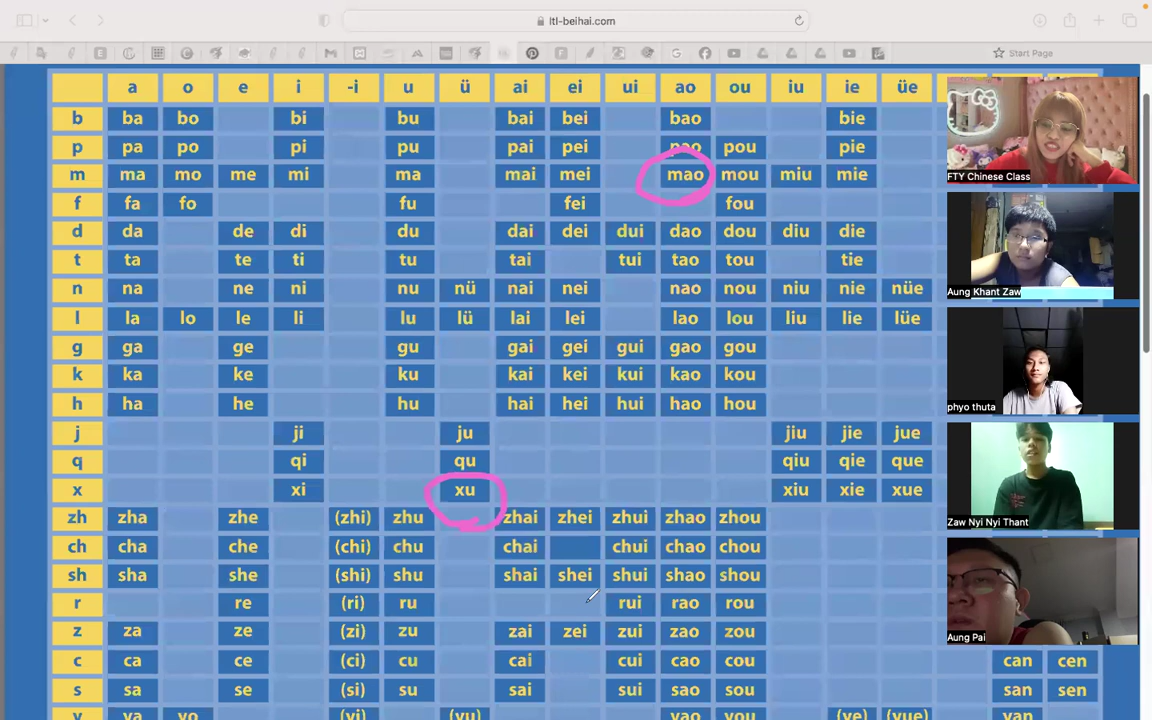 ltl-beihai.com
Start Page
a o e i -i u ü ai ei ui ao ou iu ie üe
b ba bo bi bu bai bei bao bie
p pa po pi pu pai pei pao pou pie
m ma mo me mi ma mai mei mao mou miu mie
f fa fo fu fei fou
d da de di du dai dei dui dao dou diu die
t ta te ti tu tai tui tao tou tie
n na ne ni nu nü nai nei nao nou niu nie nüe
l la lo le li lu lü lai lei lao lou liu lie lüe
g ga ge gu gai gei gui gao gou
k ka ke ku kai kei kui kao kou
h ha he hu hai hei hui hao hou
j ji ju jiu jie jue
q qi qu qiu qie que
x xi xu xiu xie xue
zh zha zhe (zhi) zhu zhai zhei zhui zhao zhou
ch cha che (chi) chu chai chui chao chou
sh sha she (shi) shu shai shei shui shao shou
r re (ri) ru rui rao rou
z za ze (zi) zu zai zei zui zao zou
c ca ce (ci) cu cai cui cao cou can cen
s sa se (si) su sai sui sao sou san sen
y ya yo (yi) (yu) yao you (ye) (yue) yan
FTY Chinese Class
Aung Khant Zaw
phyo thuta
Zaw Nyi Nyi Thant
Aung Pai